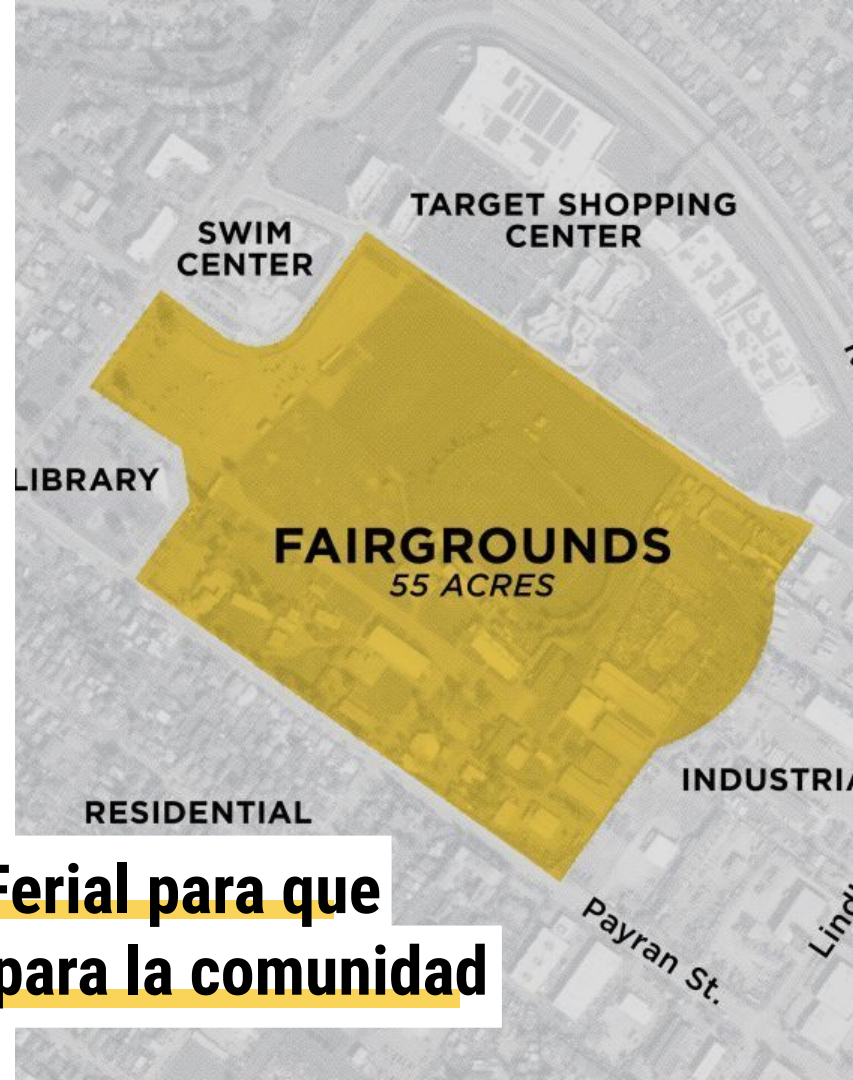 TARGET SHOPPING
CENTER
SWIM
CENTER
LIBRARY
FAIRGROUNDS
55 ACRES
INDUSTRIA
RESIDENTIAL
Ferial para que
para la comunidad
Payran St.
Lind